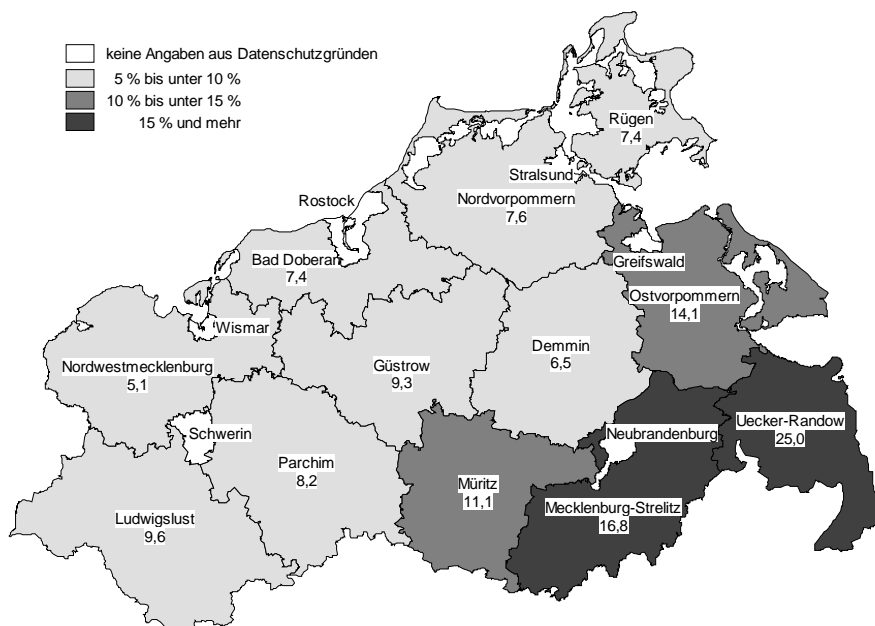 keine Angaben aus Datenschutzgründen
5 % bis unter 10 %
10 % bis unter 15 %
15 % und mehr
Rügen
7,4
Stralsund
Nordvorpommern
7,6
Rostock
Bad Doberan
7,4
Greifswald
Ostvorpommern
14,1
Wismar
Nordwestmecklenburg
5,1
Güstrow
9,3
Demmin
6,5
Schwerin
Parchim
8,2
Neubrandenburg
Uecker-Randow
25,0
Müritz
11,1
Mecklenburg-Strelitz
16,8
Ludwigslust
9,6